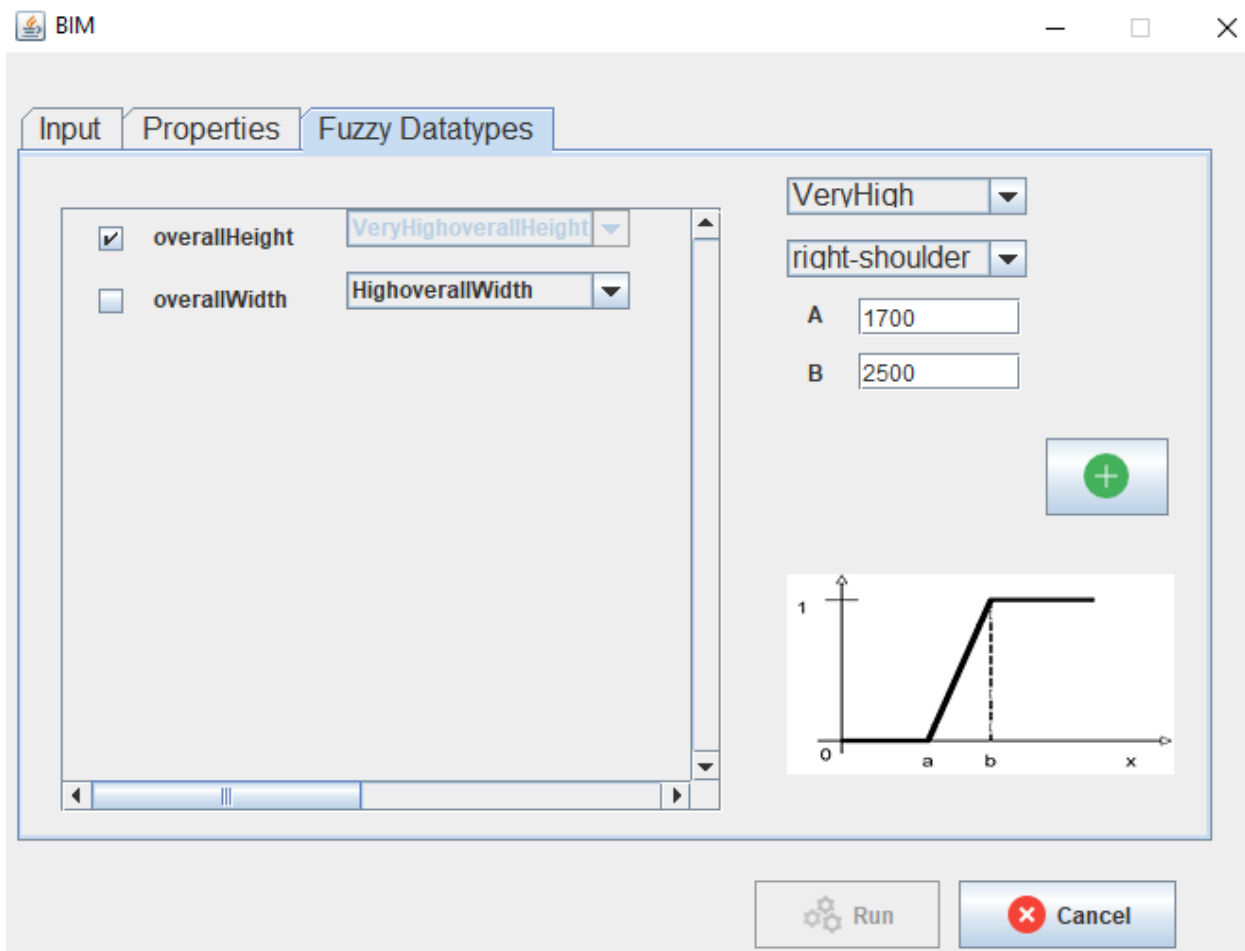 BIM
Input Properties Fuzzy Datatypes
overallHeight VeryHighoverallHeight
overallWidth HighoverallWidth
VeryHigh
right-shoulder
A 1700
B 2500
1
0 a b x
Run Cancel